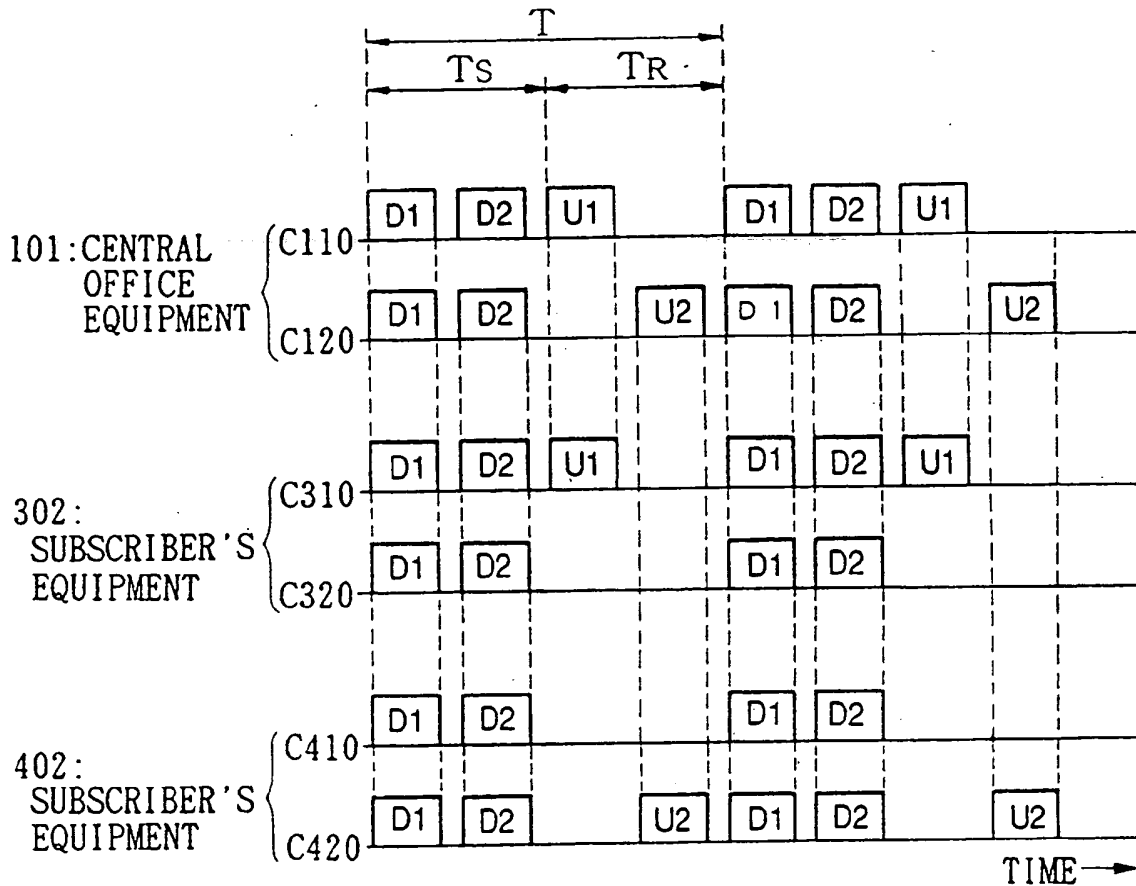 T
TS TR
D1 D2 U1 D1 D2 U1
101:CENTRAL
OFFICE
EQUIPMENT
C110
D1 D2 U2 D 1 D2 U2
C120
D1 D2 U1 D1 D2 U1
C310
302:
SUBSCRIBER'S
EQUIPMENT
D1 D2 D1 D2
C320
D1 D2 D1 D2
C410
402:
SUBSCRIBER'S
EQUIPMENT
D1 D2 U2 D1 D2 U2
C420
TIME